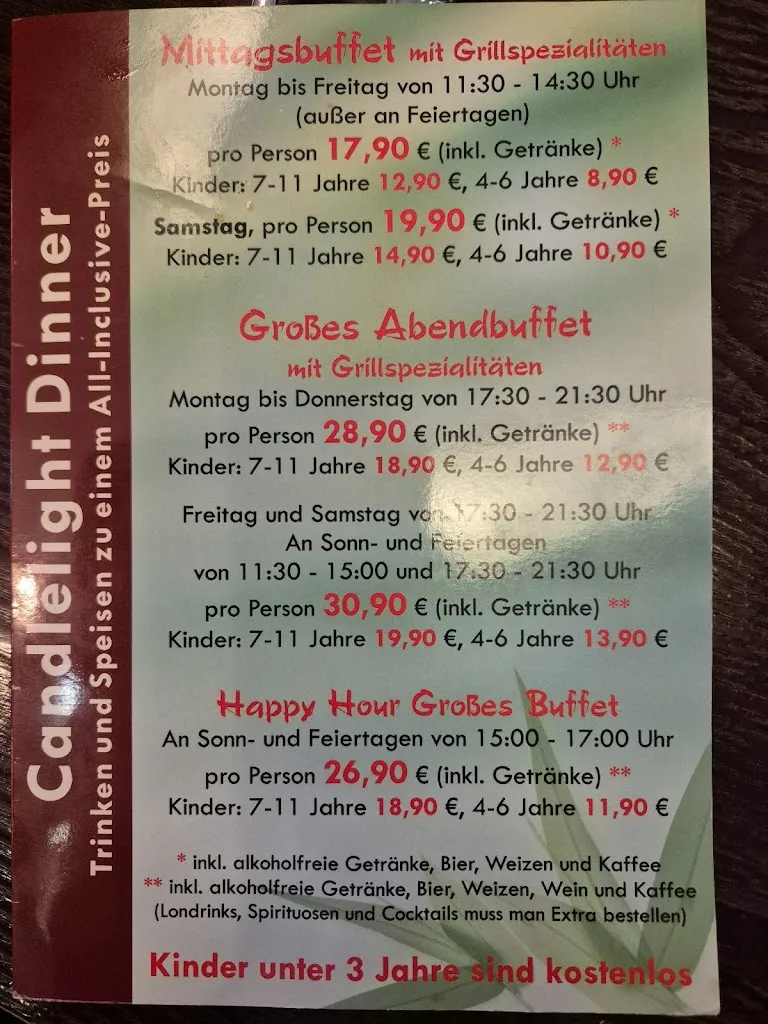 Candlelight Dinner
Trinken und Speisen zu einem All-Inclusive-Preis
Mittagsbuffet mit Grillspezialitäten
Montag bis Freitag von 11:30 - 14:30 Uhr
(außer an Feiertagen)
pro Person 17,90 € (inkl. Getränke) *
Kinder: 7-11 Jahre 12,90 €, 4-6 Jahre 8,90 €
Samstag, pro Person 19,90 € (inkl. Getränke) *
Kinder: 7-11 Jahre 14,90 €, 4-6 Jahre 10,90 €
Großes Abendbuffet
mit Grillspezialitäten
Montag bis Donnerstag von 17:30 - 21:30 Uhr
pro Person 28,90 € (inkl. Getränke) **
Kinder: 7-11 Jahre 18,90 €, 4-6 Jahre 12,90 €
Freitag und Samstag von 17:30 - 21:30 Uhr
An Sonn- und Feiertagen
von 11:30 - 15:00 und 17:30 - 21:30 Uhr
pro Person 30,90 € (inkl. Getränke) **
Kinder: 7-11 Jahre 19,90 €, 4-6 Jahre 13,90 €
Happy Hour Großes Buffet
An Sonn- und Feiertagen von 15:00 - 17:00 Uhr
pro Person 26,90 € (inkl. Getränke) **
Kinder: 7-11 Jahre 18,90 €, 4-6 Jahre 11,90 €
* inkl. alkoholfreie Getränke, Bier, Weizen und Kaffee
** inkl. alkoholfreie Getränke, Bier, Weizen, Wein und Kaffee
(Londrinks, Spirituosen und Cocktails muss man Extra bestellen)
Kinder unter 3 Jahre sind kostenlos